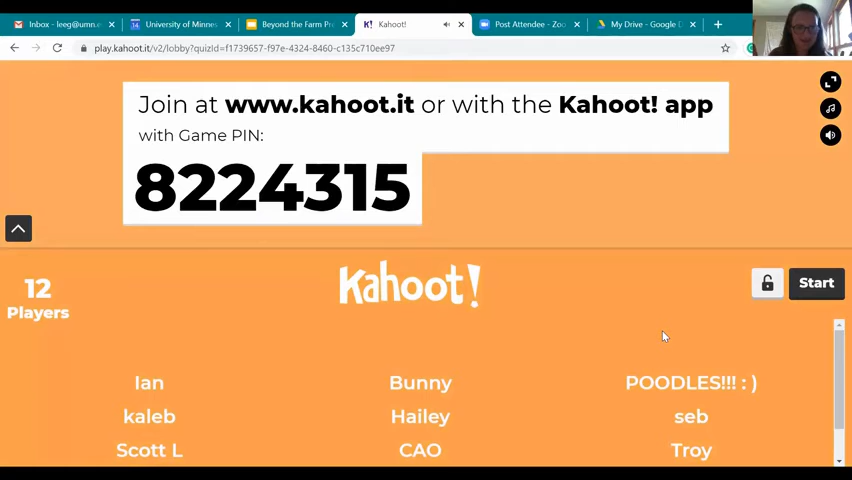 Inbox - leeg@umn.e
University of Minnes
Beyond the Farm Pre
Kahoot!
Post Attendee - Zoo
My Drive - Google D
play.kahoot.it/v2/lobby?quizId=f1739657-f97e-4324-8460-c135c710ee97
Join at www.kahoot.it or with the Kahoot! app
with Game PIN:
8224315
12
Players
Kahoot!
Start
Ian
Bunny
POODLES!!! : )
kaleb
Hailey
seb
Scott L
CAO
Troy